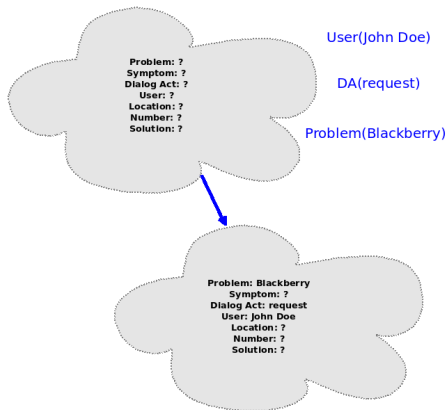 User(John Doe)
Problem: ?
Symptom: ?
Dialog Act: ?
User: ?
Location: ?
Number: ?
Solution: ?
DA(request)
Problem(Blackberry)
Problem: Blackberry
Symptom: ?
Dialog Act: request
User: John Doe
Location: ?
Number: ?
Solution: ?